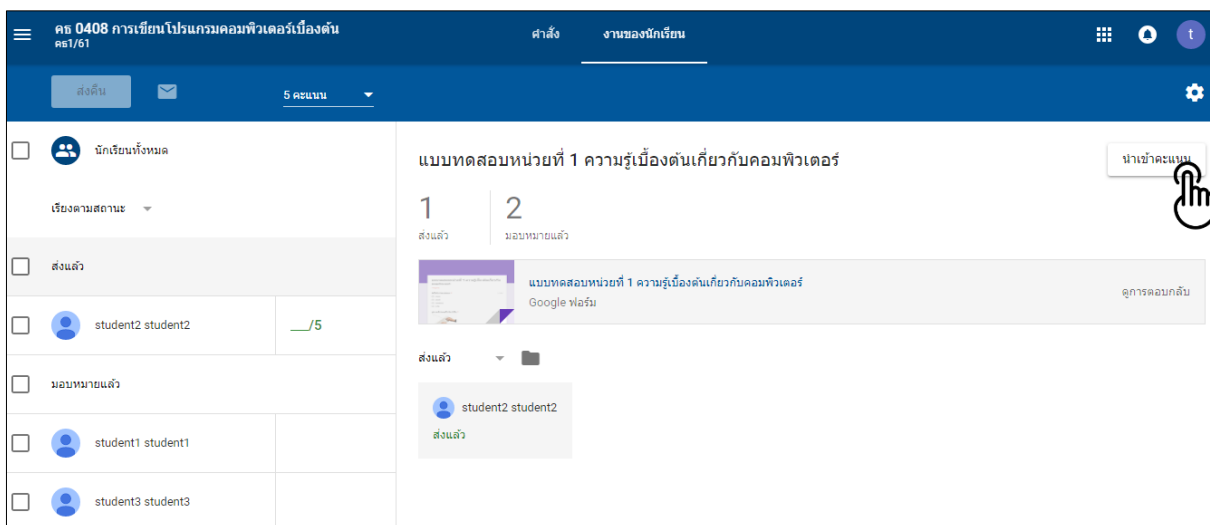 คธ 0408 การเขียนโปรแกรมคอมพิวเตอร์เบื้องต้น
คธ1/61
คำสั่ง
งานของนักเรียน
t
ส่งคืน
5 คะแนน
นักเรียนทั้งหมด
เรียงตามสถานะ
ส่งแล้ว
student2 student2
__/5
มอบหมายแล้ว
student1 student1
student3 student3
แบบทดสอบหน่วยที่ 1 ความรู้เบื้องต้นเกี่ยวกับคอมพิวเตอร์
นำเข้าคะแนน
1
2
ส่งแล้ว
มอบหมายแล้ว
แบบทดสอบหน่วยที่ 1 ความรู้เบื้องต้นเกี่ยวกับคอมพิวเตอร์
Google ฟอร์ม
ดูการตอบกลับ
ส่งแล้ว
student2 student2
ส่งแล้ว